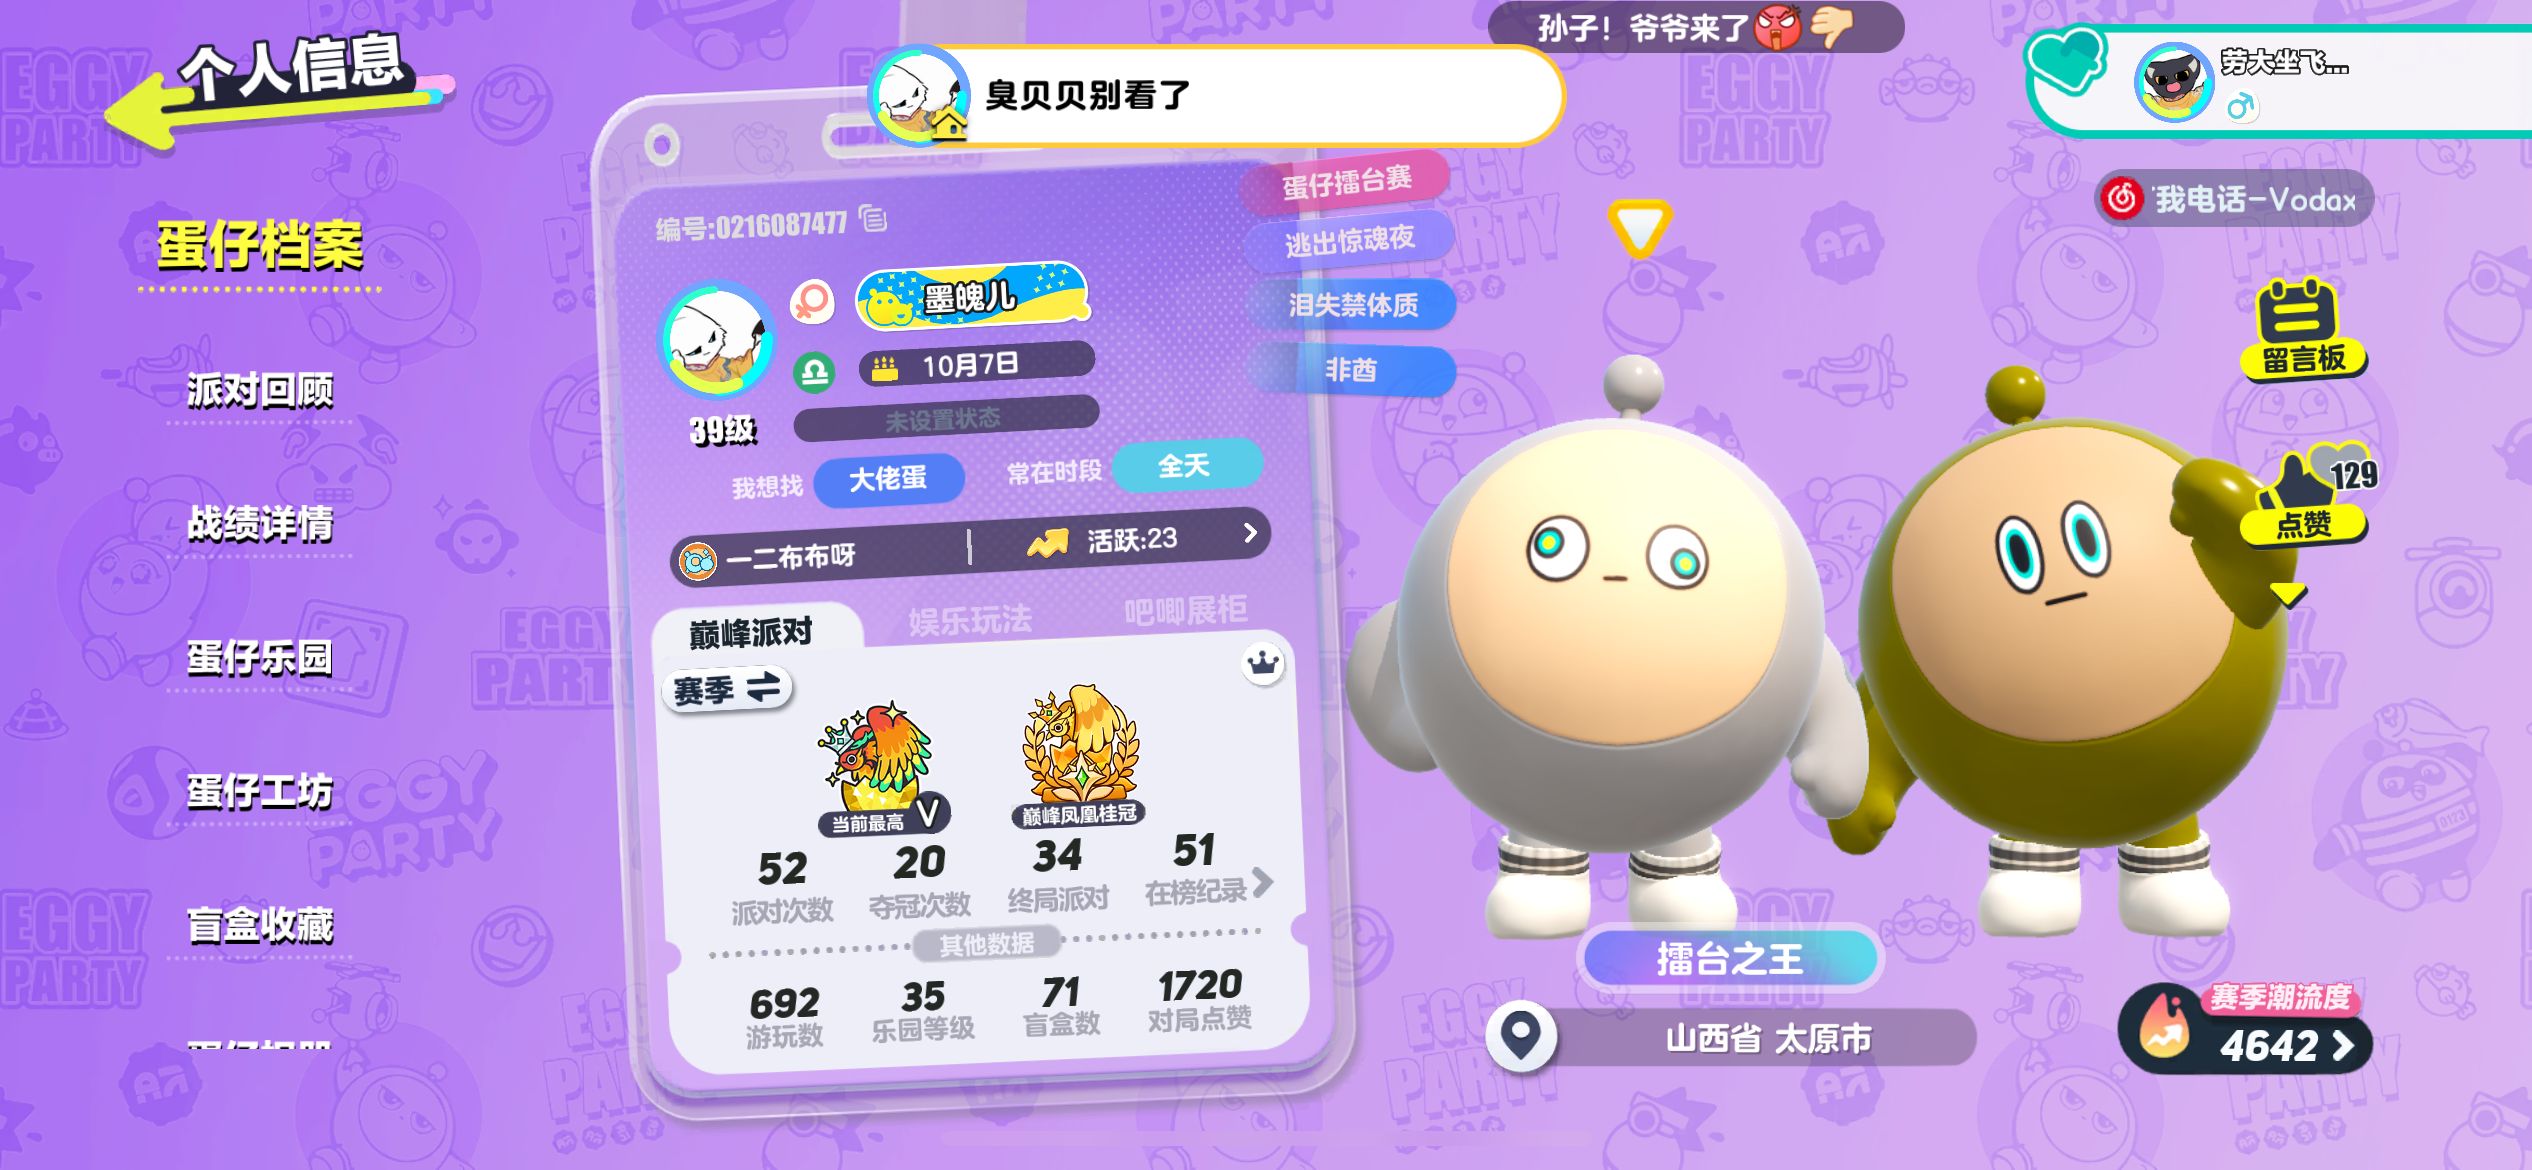 个人信息
蛋仔档案
派对回顾
战绩详情
蛋仔乐园
蛋仔工坊
盲盒收藏
孙子！爷爷来了
臭贝贝别看了
编号:0216087477
墨魄儿
10月7日
39级
未设置状态
我想找 大佬蛋 常在时段 全天
一二布布呀 活跃:23
蛋仔擂台赛
逃出惊魂夜
泪失禁体质
非酋
巅峰派对 娱乐玩法 吧唧展柜
赛季
当前最高 V
巅峰凤凰桂冠
52 20 34 51
派对次数 夺冠次数 终局派对 在榜纪录
其他数据
692 35 71 1720
游玩数 乐园等级 盲盒数 对局点赞
劳大坐飞...
我电话-Vodax
留言板
129
点赞
擂台之王
山西省 太原市
赛季潮流度
4642
EGGY PARTY